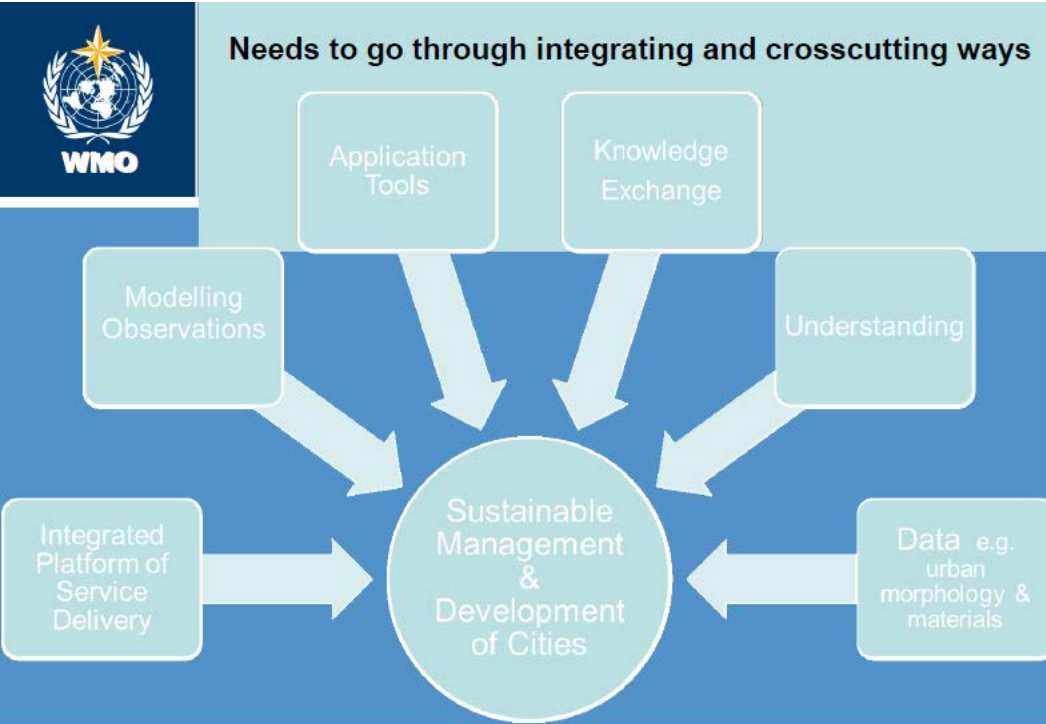 WMO
Needs to go through integrating and crosscutting ways
Application
Tools
Knowledge
Exchange
Modelling
Observations
Understanding
Integrated
Platform of
Service
Delivery
Sustainable
Management
&
Development
of Cities
Data e.g.
urban
morphology &
materials